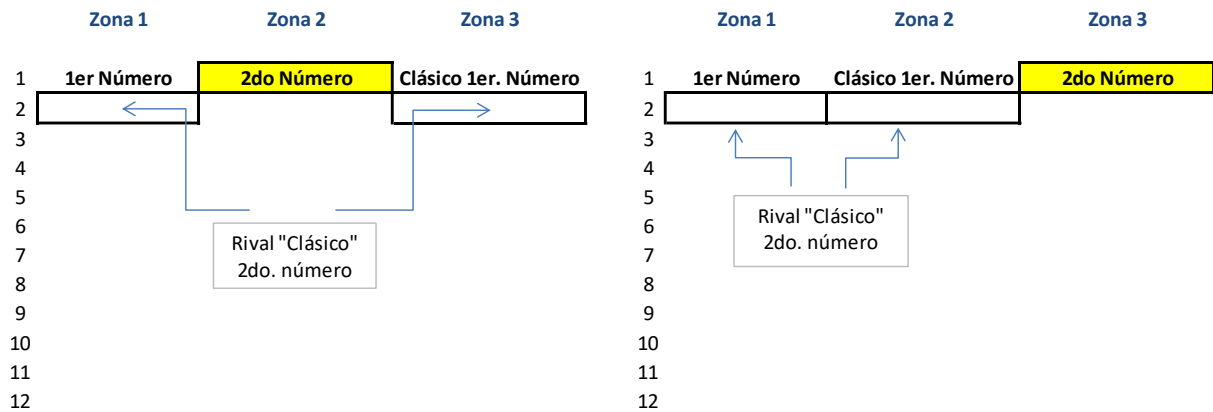 Zona 1 Zona 2 Zona 3
1 1er Número 2do Número Clásico 1er. Número
2
3
4
5
6
7
8
9
10
11
12
Rival "Clásico"
2do. número
Zona 1 Zona 2 Zona 3
1 1er Número Clásico 1er. Número 2do Número
2
3
4
5
6
7
8
9
10
11
12
Rival "Clásico"
2do. número